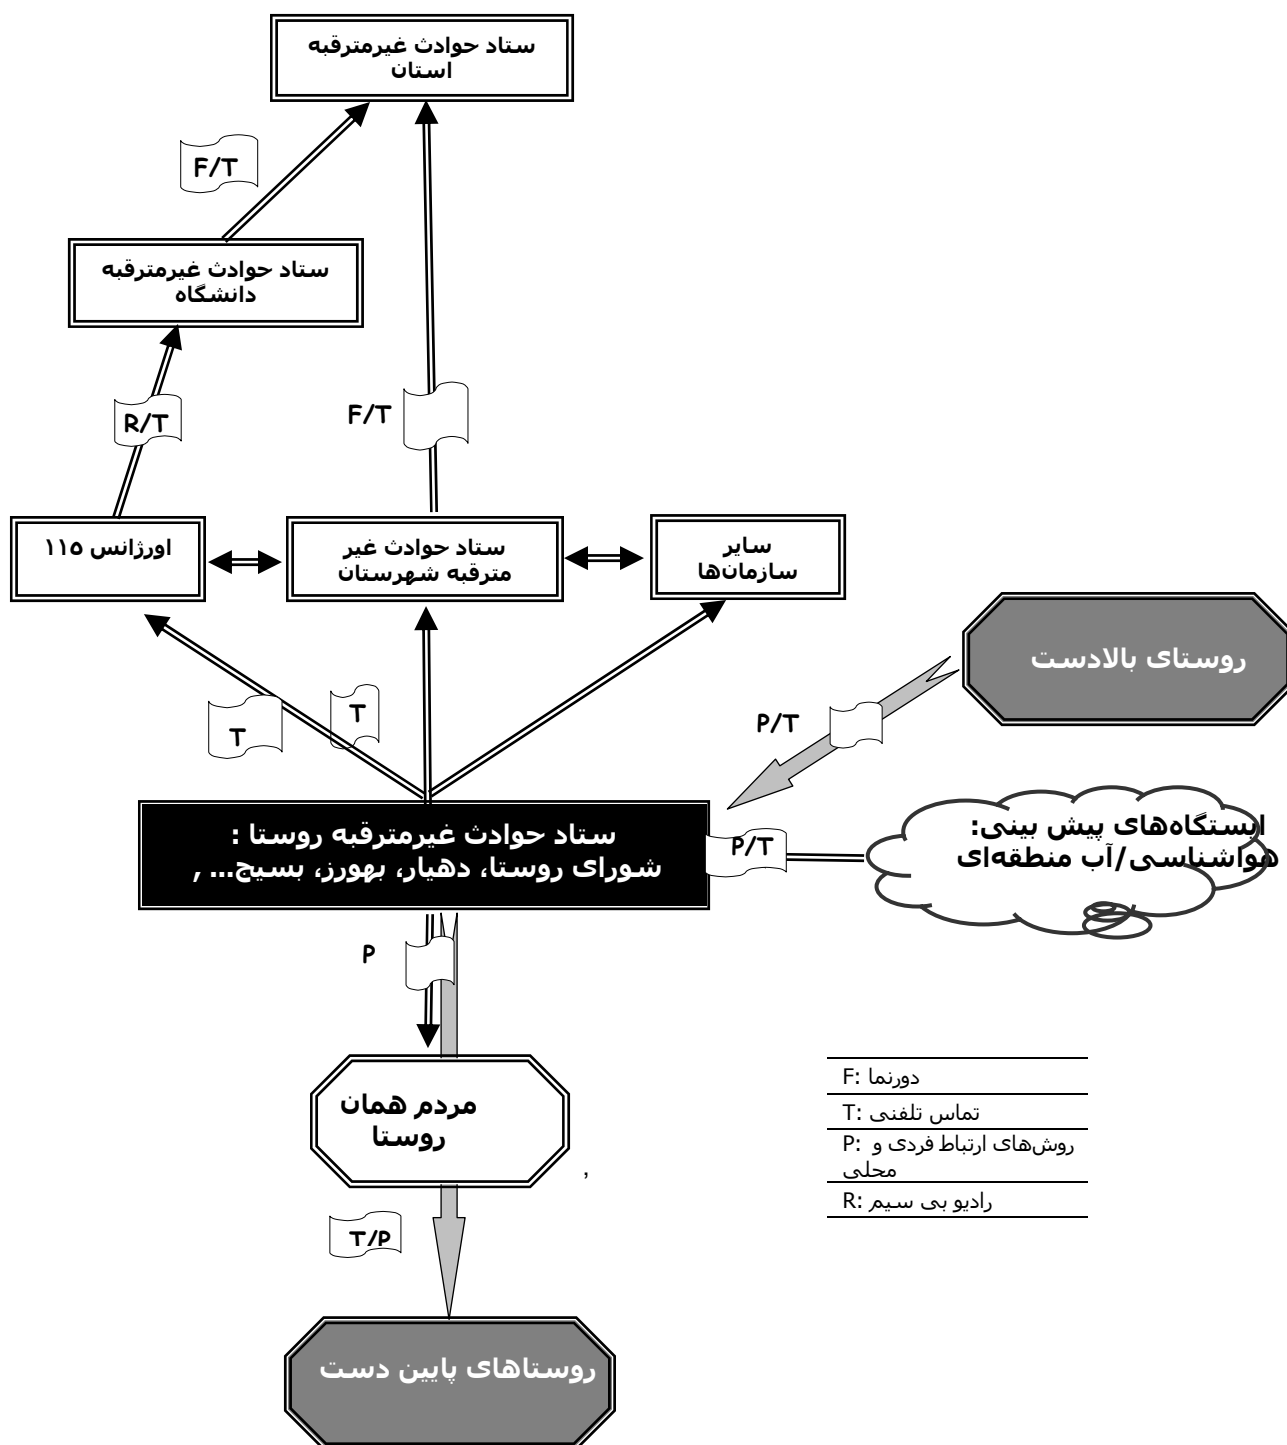 ستاد حوادث غیرمترقبه
استان
F/T
ستاد حوادث غیرمترقبه
دانشگاه
R/T
F/T
اورژانس ۱۱۵
ستاد حوادث غیر
مترقبه شهرستان
سایر
سازمان‌ها
روستای بالادست
T
T
P/T
ستاد حوادث غیرمترقبه روستا :
شورای روستا، دهیار، بهورز، بسیج... ,
P/T
ایستگاه‌های پیش بینی:
هواشناسی/آب منطقه‌ای
P
مردم همان
روستا
,
F: دورنما
T: تماس تلفنی
P: روش‌های ارتباط فردی و
محلی
R: رادیو بی سیم
T/P
روستاهای پایین دست